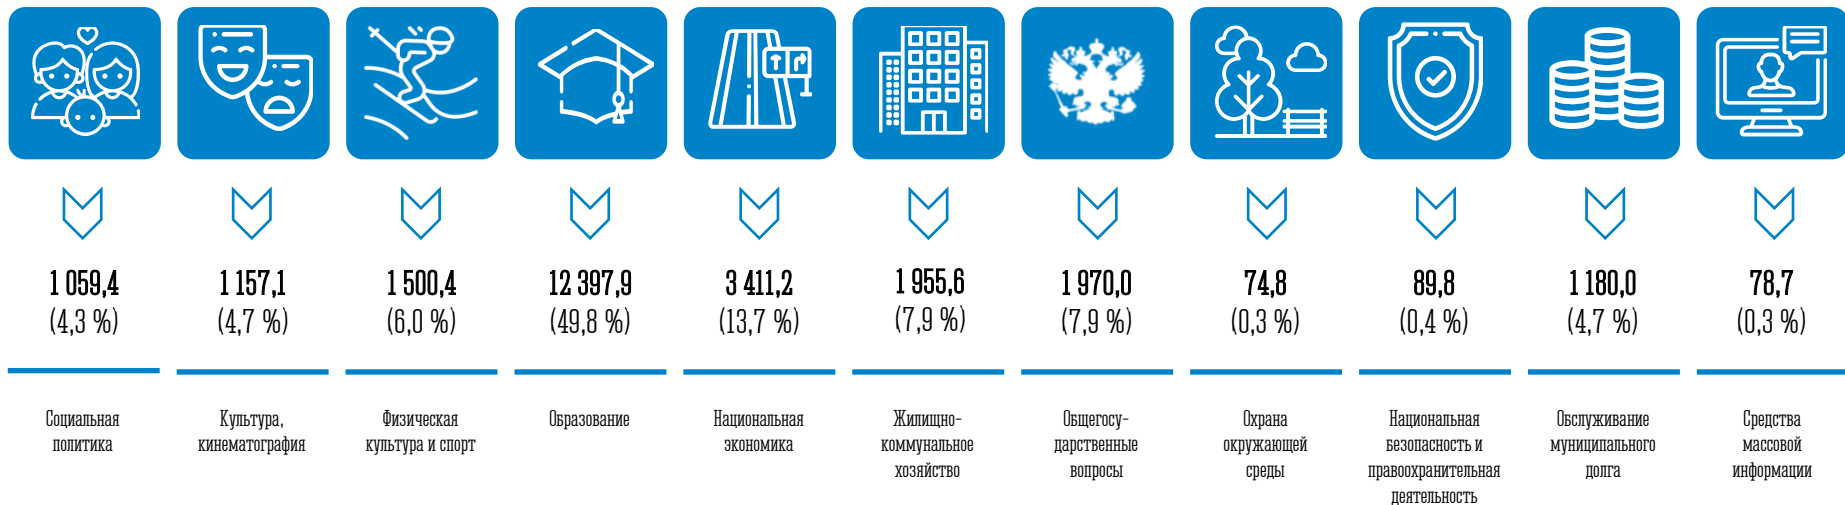 1 059,4
(4,3 %)
Социальная
политика
1 157,1
(4,7 %)
Культура,
кинематография
1 500,4
(6,0 %)
Физическая
культура и спорт
12 397,9
(49,8 %)
Образование
3 411,2
(13,7 %)
Национальная
экономика
1 955,6
(7,9 %)
Жилищно-
коммунальное
хозяйство
1 970,0
(7,9 %)
Общегосу-
дарственные
вопросы
74,8
(0,3 %)
Охрана
окружающей
среды
89,8
(0,4 %)
Национальная
безопасность и
правоохранительная
деятельность
1 180,0
(4,7 %)
Обслуживание
муниципального
долга
78,7
(0,3 %)
Средства
массовой
информации